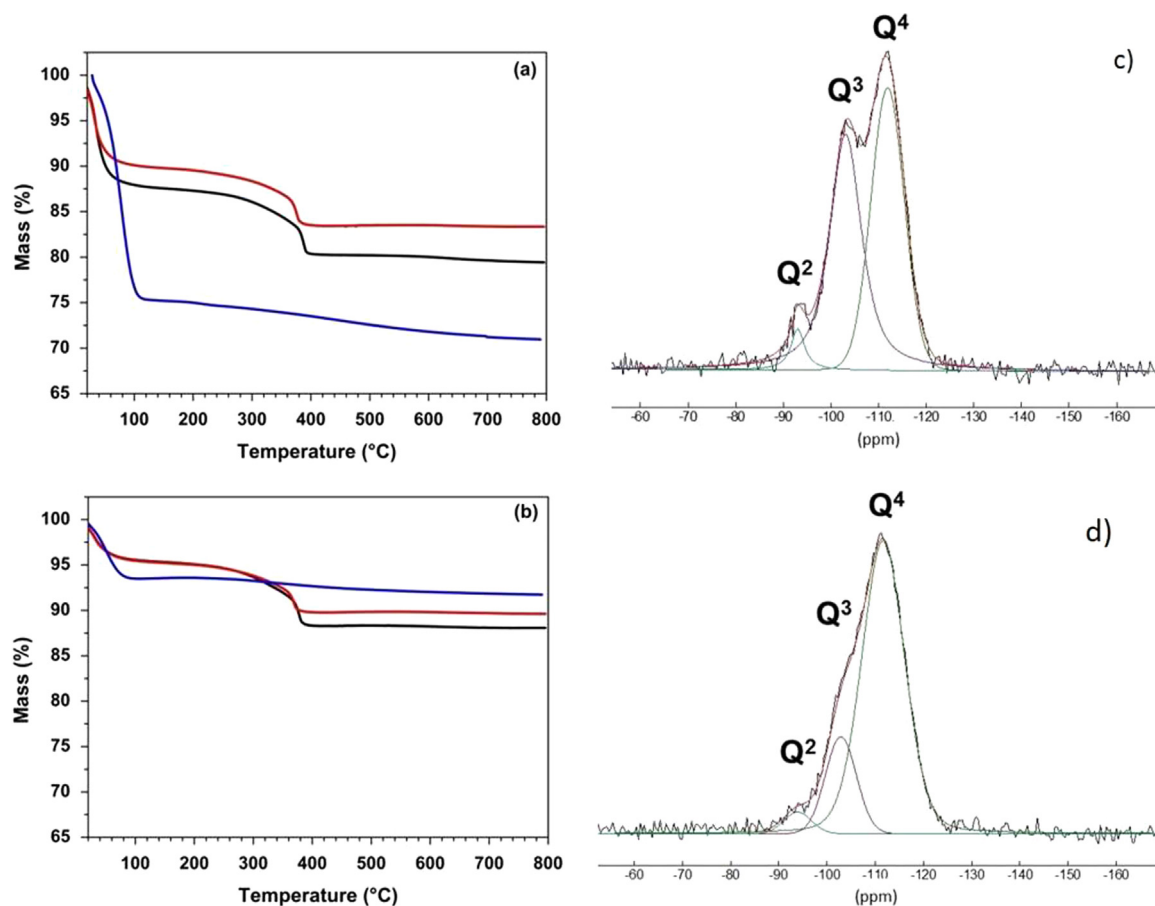 (a)
Mass (%)
100
95
90
85
80
75
70
65
100 200 300 400 500 600 700 800
Temperature (°C)
c)
Q⁴
Q³
Q²
-60 -70 -80 -90 -100 -110. -120 -130 -140 -150 -160
(ppm)
(b)
Mass (%)
100
95
90
85
80
75
70
65
100 200 300 400 500 600 700 800
Temperature (°C)
d)
Q⁴
Q³
Q²
-60 -70 -80 -90 -100 -110 -120 -130 -140 -150 -160
(ppm)